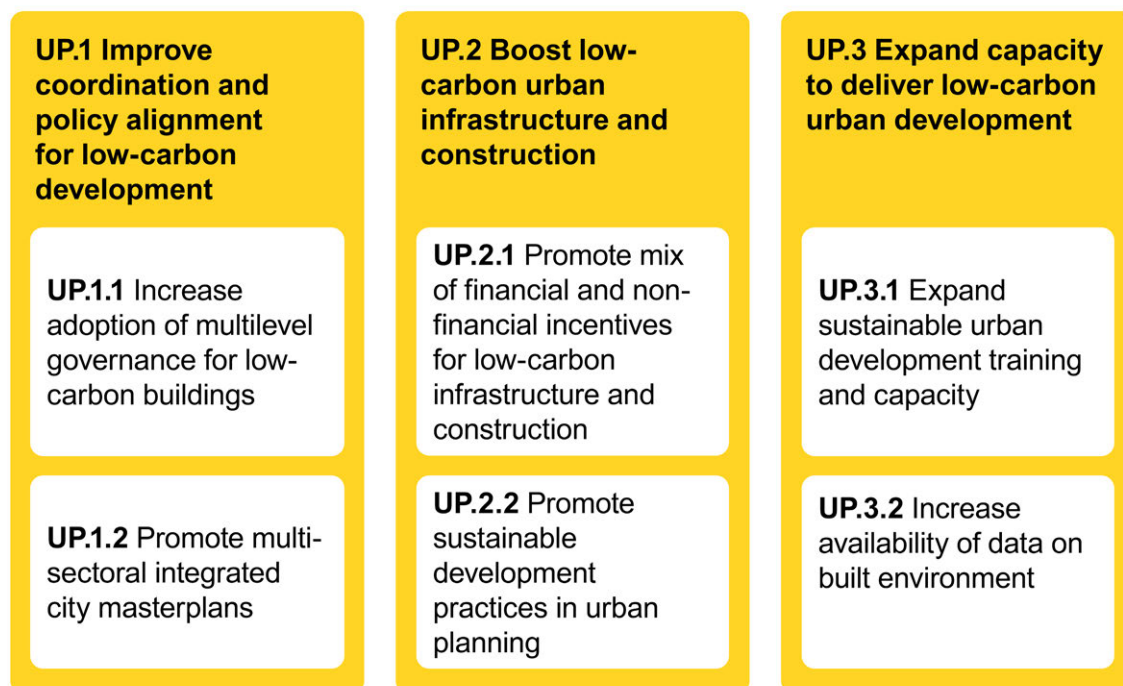 UP.1 Improve
coordination and
policy alignment
for low-carbon
development
UP.1.1 Increase
adoption of multilevel
governance for low-
carbon buildings
UP.1.2 Promote multi-
sectoral integrated
city masterplans
UP.2 Boost low-
carbon urban
infrastructure and
construction
UP.2.1 Promote mix
of financial and non-
financial incentives
for low-carbon
infrastructure and
construction
UP.2.2 Promote
sustainable
development
practices in urban
planning
UP.3 Expand capacity
to deliver low-carbon
urban development
UP.3.1 Expand
sustainable urban
development training
and capacity
UP.3.2 Increase
availability of data on
built environment